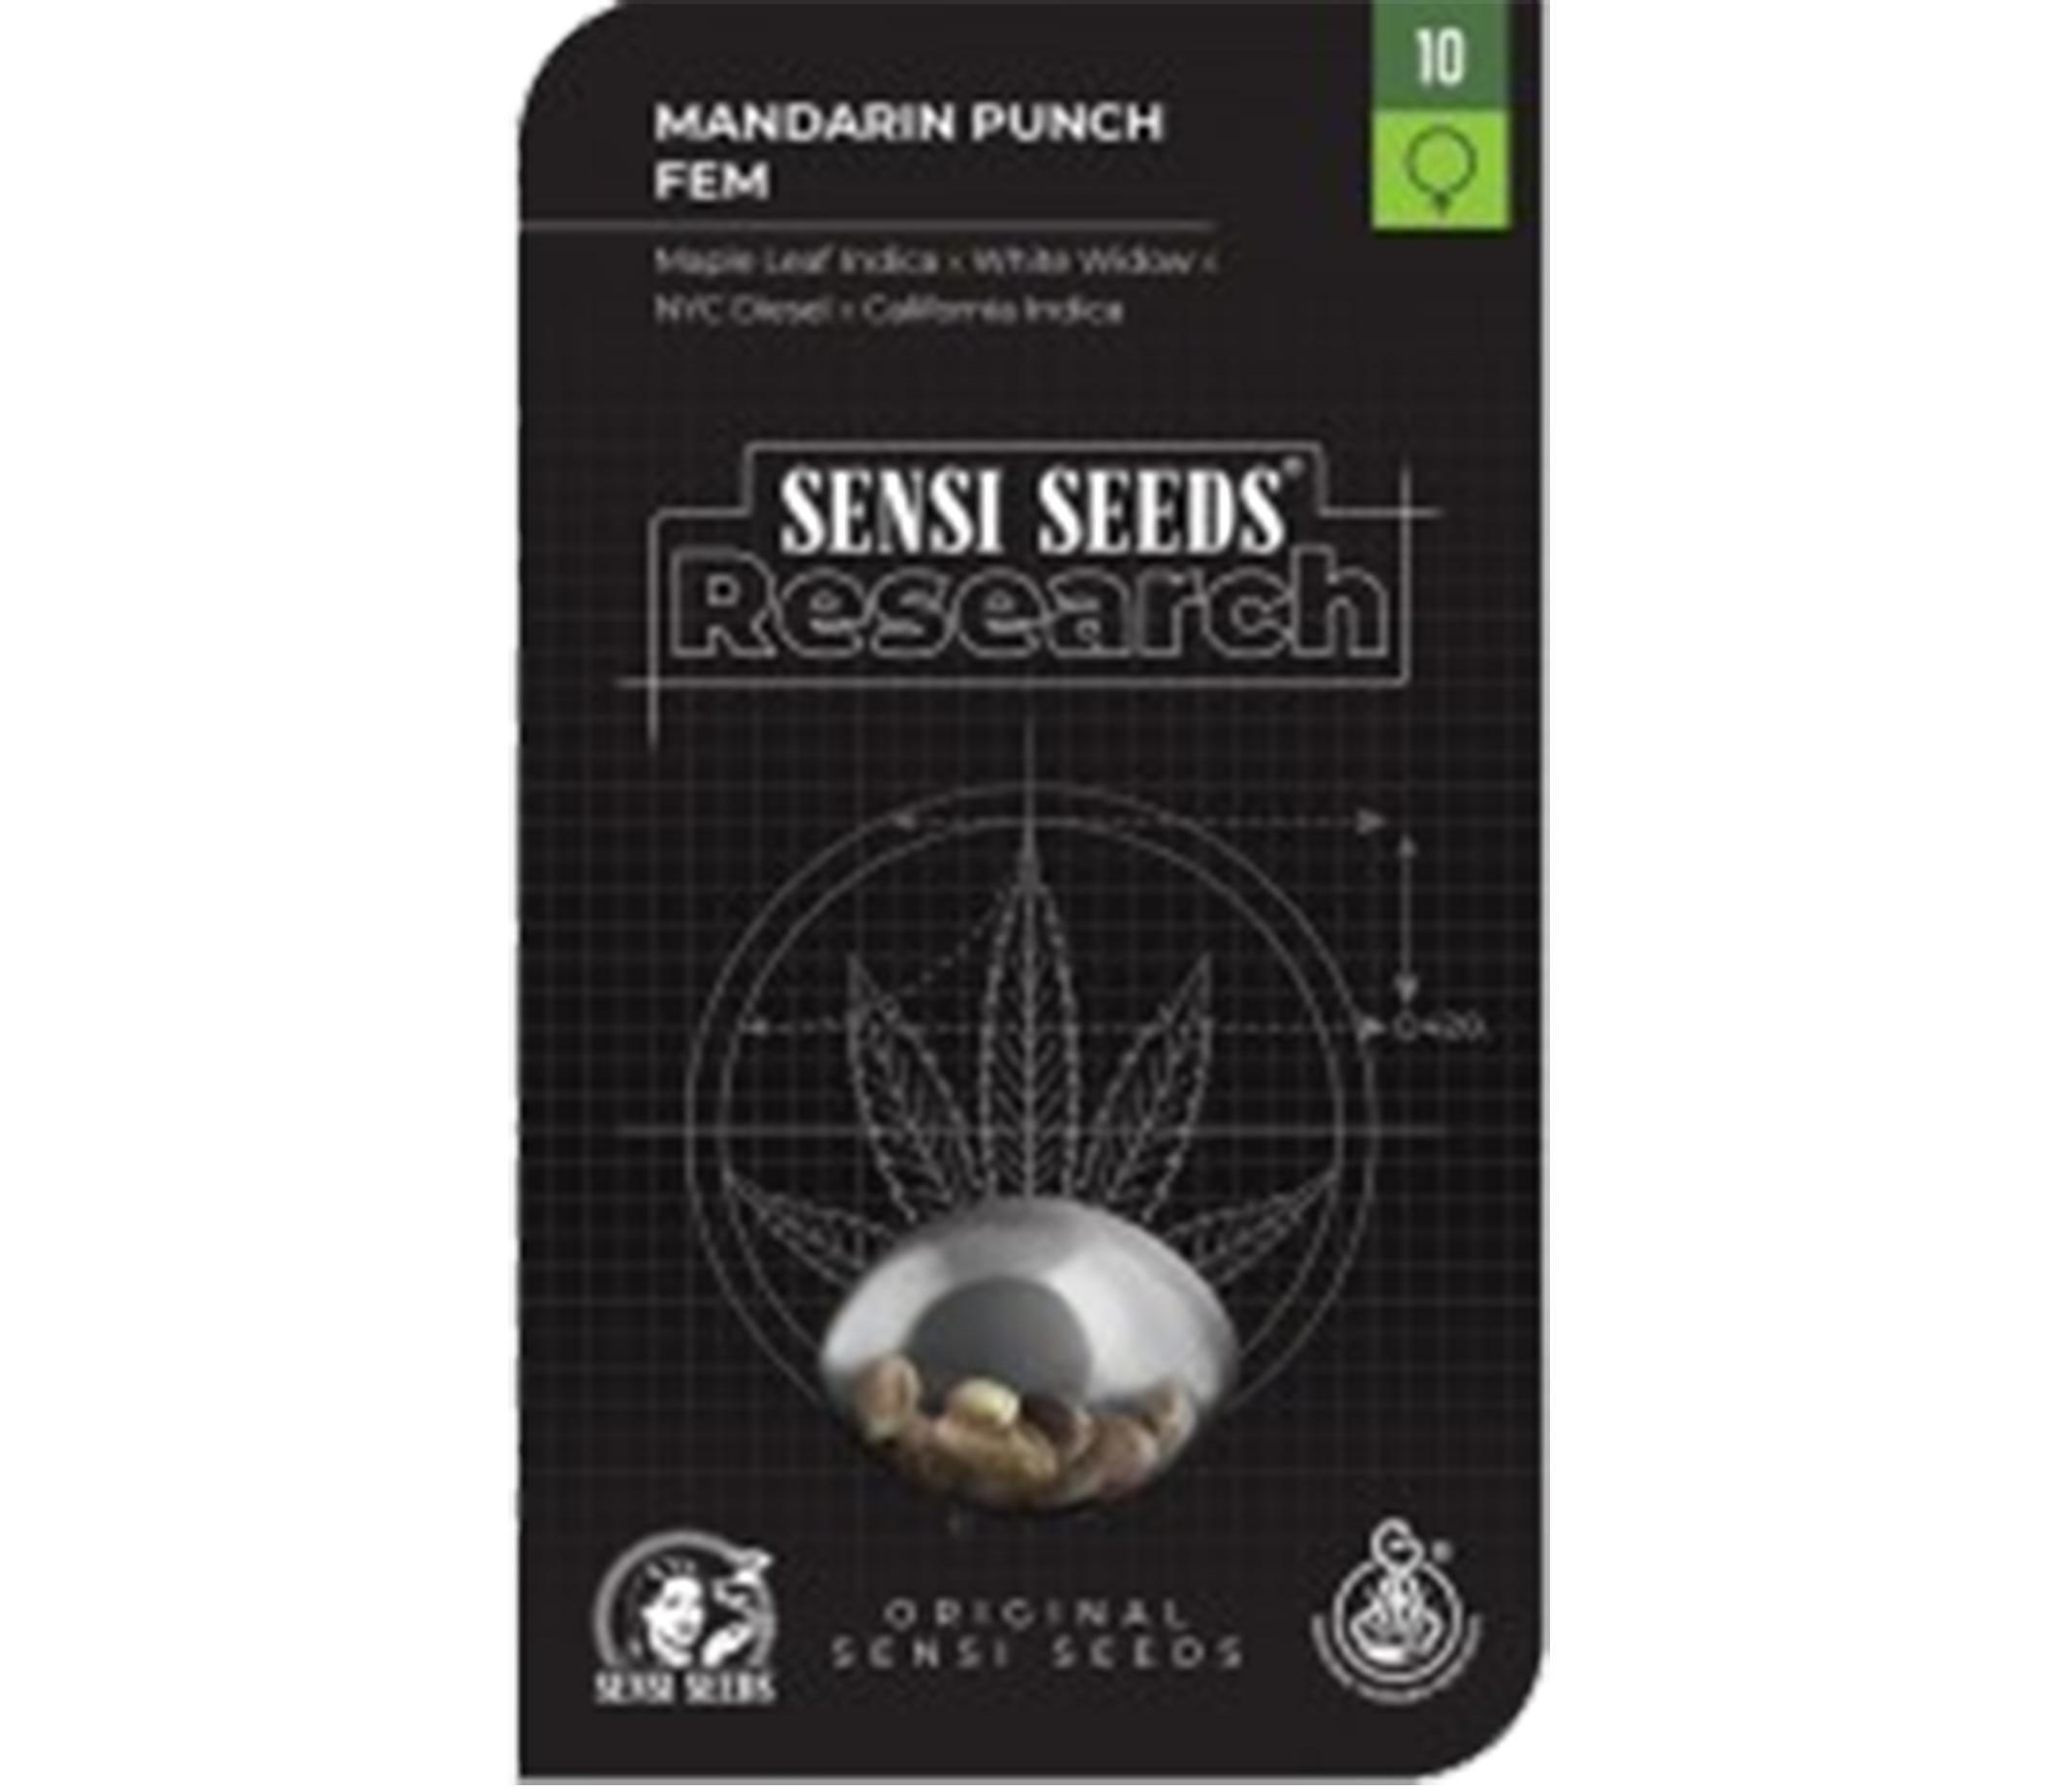 10
MANDARIN PUNCH
FEM
Maple Leaf Indica x White Widow x
NYC Diesel x California Indica
SENSI SEEDS®
Research
SENSI SEEDS
ORIGINAL
SENSI SEEDS
®